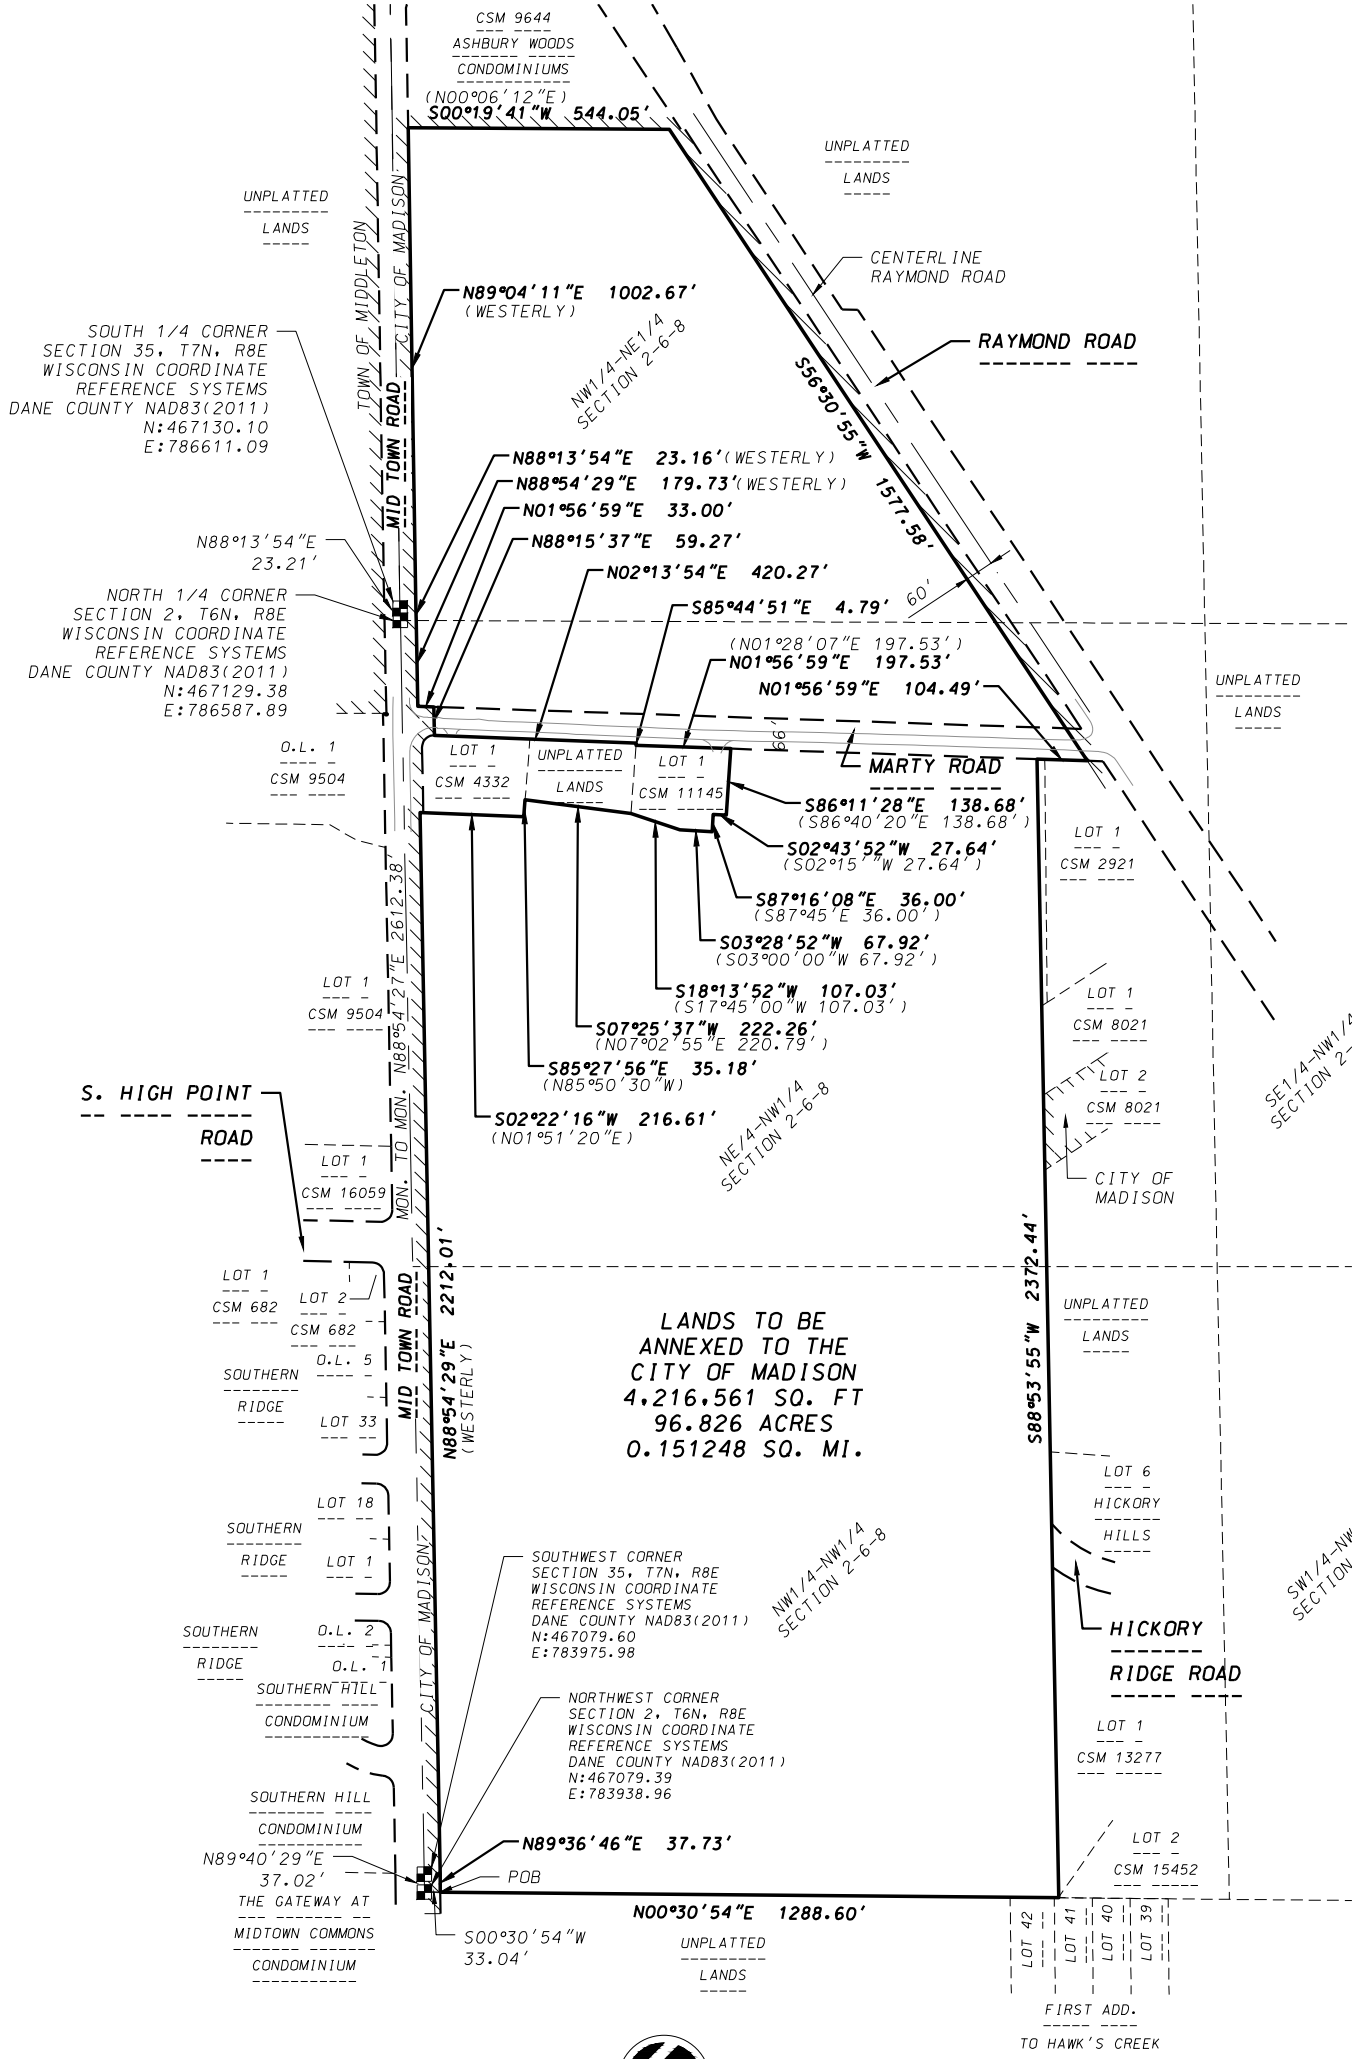 CSM 9644
ASHBURY WOODS
CONDOMINIUMS
(N00°06'12"E)
S00°19'41"W 544.05'
UNPLATTED
LANDS
UNPLATTED
LANDS
TOWN OF MIDDLETON
CITY OF MADISON
CENTERLINE
RAYMOND ROAD
N89°04'11"E 1002.67'
(WESTERLY)
NW1/4-NE1/4
SECTION 2-6-8
RAYMOND ROAD
SOUTH 1/4 CORNER
SECTION 35, T7N, R8E
WISCONSIN COORDINATE
REFERENCE SYSTEMS
DANE COUNTY NAD83(2011)
N:467130.10
E:786611.09
MID TOWN ROAD
S56°30'55"W 1577.58'
N88°13'54"E 23.16'(WESTERLY)
N88°54'29"E 179.73'(WESTERLY)
N01°56'59"E 33.00'
N88°15'37"E 59.27'
N02°13'54"E 420.27'
S85°44'51"E 4.79'
60'
N88°13'54"E
23.21'
NORTH 1/4 CORNER
SECTION 2, T6N, R8E
WISCONSIN COORDINATE
REFERENCE SYSTEMS
DANE COUNTY NAD83(2011)
N:467129.38
E:786587.89
(N01°28'07"E 197.53')
N01°56'59"E 197.53'
N01°56'59"E 104.49'
UNPLATTED
LANDS
O.L. 1
CSM 9504
LOT 1
CSM 4332
UNPLATTED
LANDS
LOT 1
CSM 11145
66'
MARTY ROAD
S86°11'28"E 138.68'
(S86°40'20"E 138.68')
S02°43'52"W 27.64'
(S02°15'"W 27.64')
LOT 1
CSM 2921
S87°16'08"E 36.00'
(S87°45'E 36.00')
S03°28'52"W 67.92'
(S03°00'00"W 67.92')
S18°13'52"W 107.03'
(S17°45'00"W 107.03')
S07°25'37"W 222.26'
(N07°02'55"E 220.79')
S85°27'56"E 35.18'
(N85°50'30"W)
S02°22'16"W 216.61'
(N01°51'20"E)
MON. TO MON. N88°54'27"E 2612.38'
LOT 1
CSM 9504
LOT 1
CSM 8021
LOT 2
CSM 8021
SE1/4-NW1/4
SECTION 2-
NE/4-NW1/4
SECTION 2-6-8
S. HIGH POINT
ROAD
LOT 1
CSM 16059
CITY OF
MADISON
LOT 1
CSM 682
LOT 2
CSM 682
MID TOWN ROAD
N88°54'29"E 2212.01'
(WESTERLY)
S88°53'55"W 2372.44'
LANDS TO BE
ANNEXED TO THE
CITY OF MADISON
4,216,561 SQ. FT
96.826 ACRES
0.151248 SQ. MI.
UNPLATTED
LANDS
O.L. 5
SOUTHERN
RIDGE
LOT 33
LOT 6
HICKORY
HILLS
LOT 18
SOUTHERN
RIDGE
LOT 1
CITY OF MADISON
SOUTHWEST CORNER
SECTION 35, T7N, R8E
WISCONSIN COORDINATE
REFERENCE SYSTEMS
DANE COUNTY NAD83(2011)
N:467079.60
E:783975.98
NW1/4-NW1/4
SECTION 2-6-8
SW1/4-NW
SECTION
HICKORY
RIDGE ROAD
SOUTHERN
RIDGE
O.L. 2
O.L. 1
SOUTHERN HILL
CONDOMINIUM
NORTHWEST CORNER
SECTION 2, T6N, R8E
WISCONSIN COORDINATE
REFERENCE SYSTEMS
DANE COUNTY NAD83(2011)
N:467079.39
E:783938.96
LOT 1
CSM 13277
SOUTHERN HILL
CONDOMINIUM
N89°40'29"E
37.02'
N89°36'46"E 37.73'
POB
LOT 2
CSM 15452
THE GATEWAY AT
MIDTOWN COMMONS
CONDOMINIUM
S00°30'54"W
33.04'
N00°30'54"E 1288.60'
UNPLATTED
LANDS
LOT 42
LOT 41
LOT 40
LOT 39
FIRST ADD.
TO HAWK'S CREEK